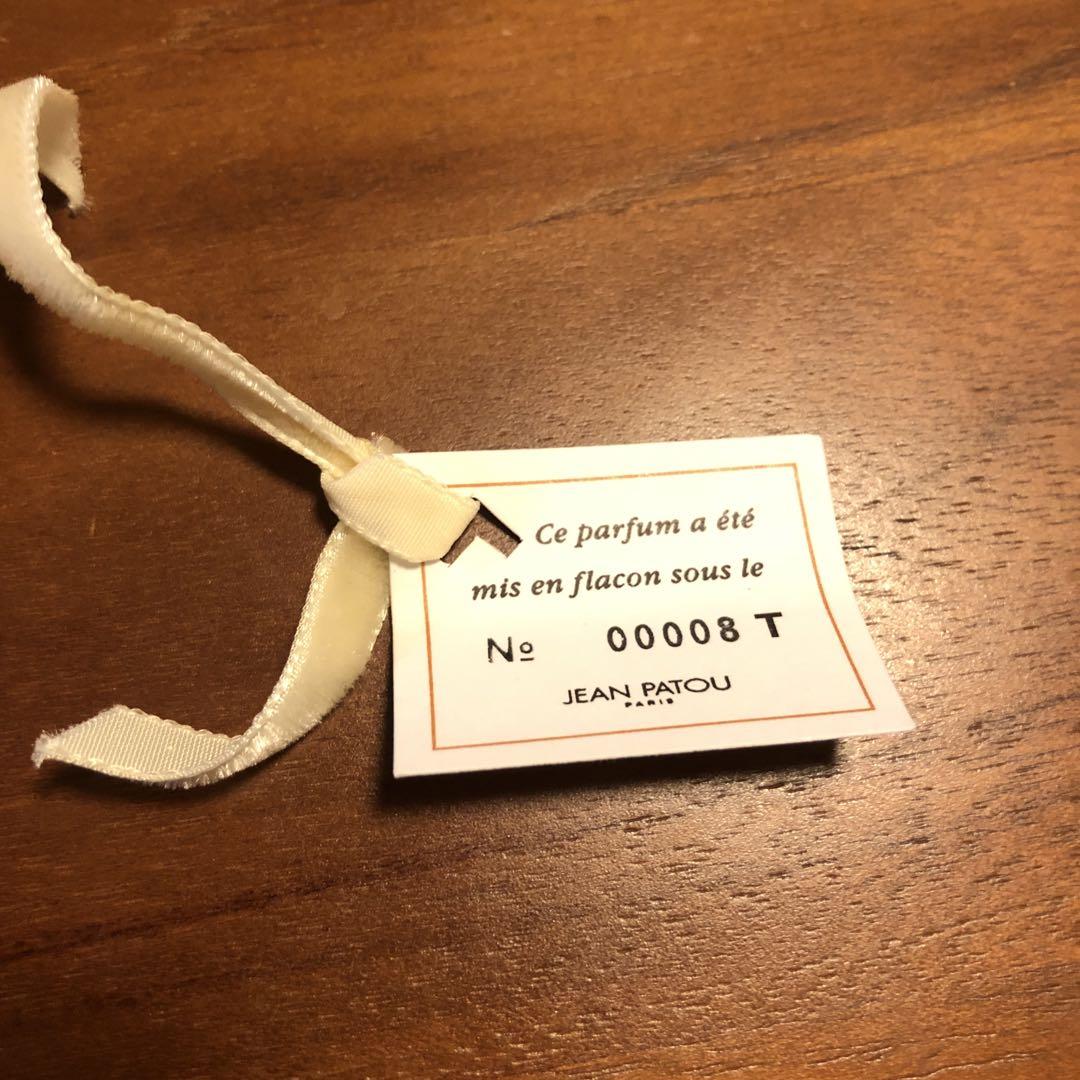 Ce parfum a été
mis en flacon sous le
Nº 00008 T
JEAN PATOU
PARIS